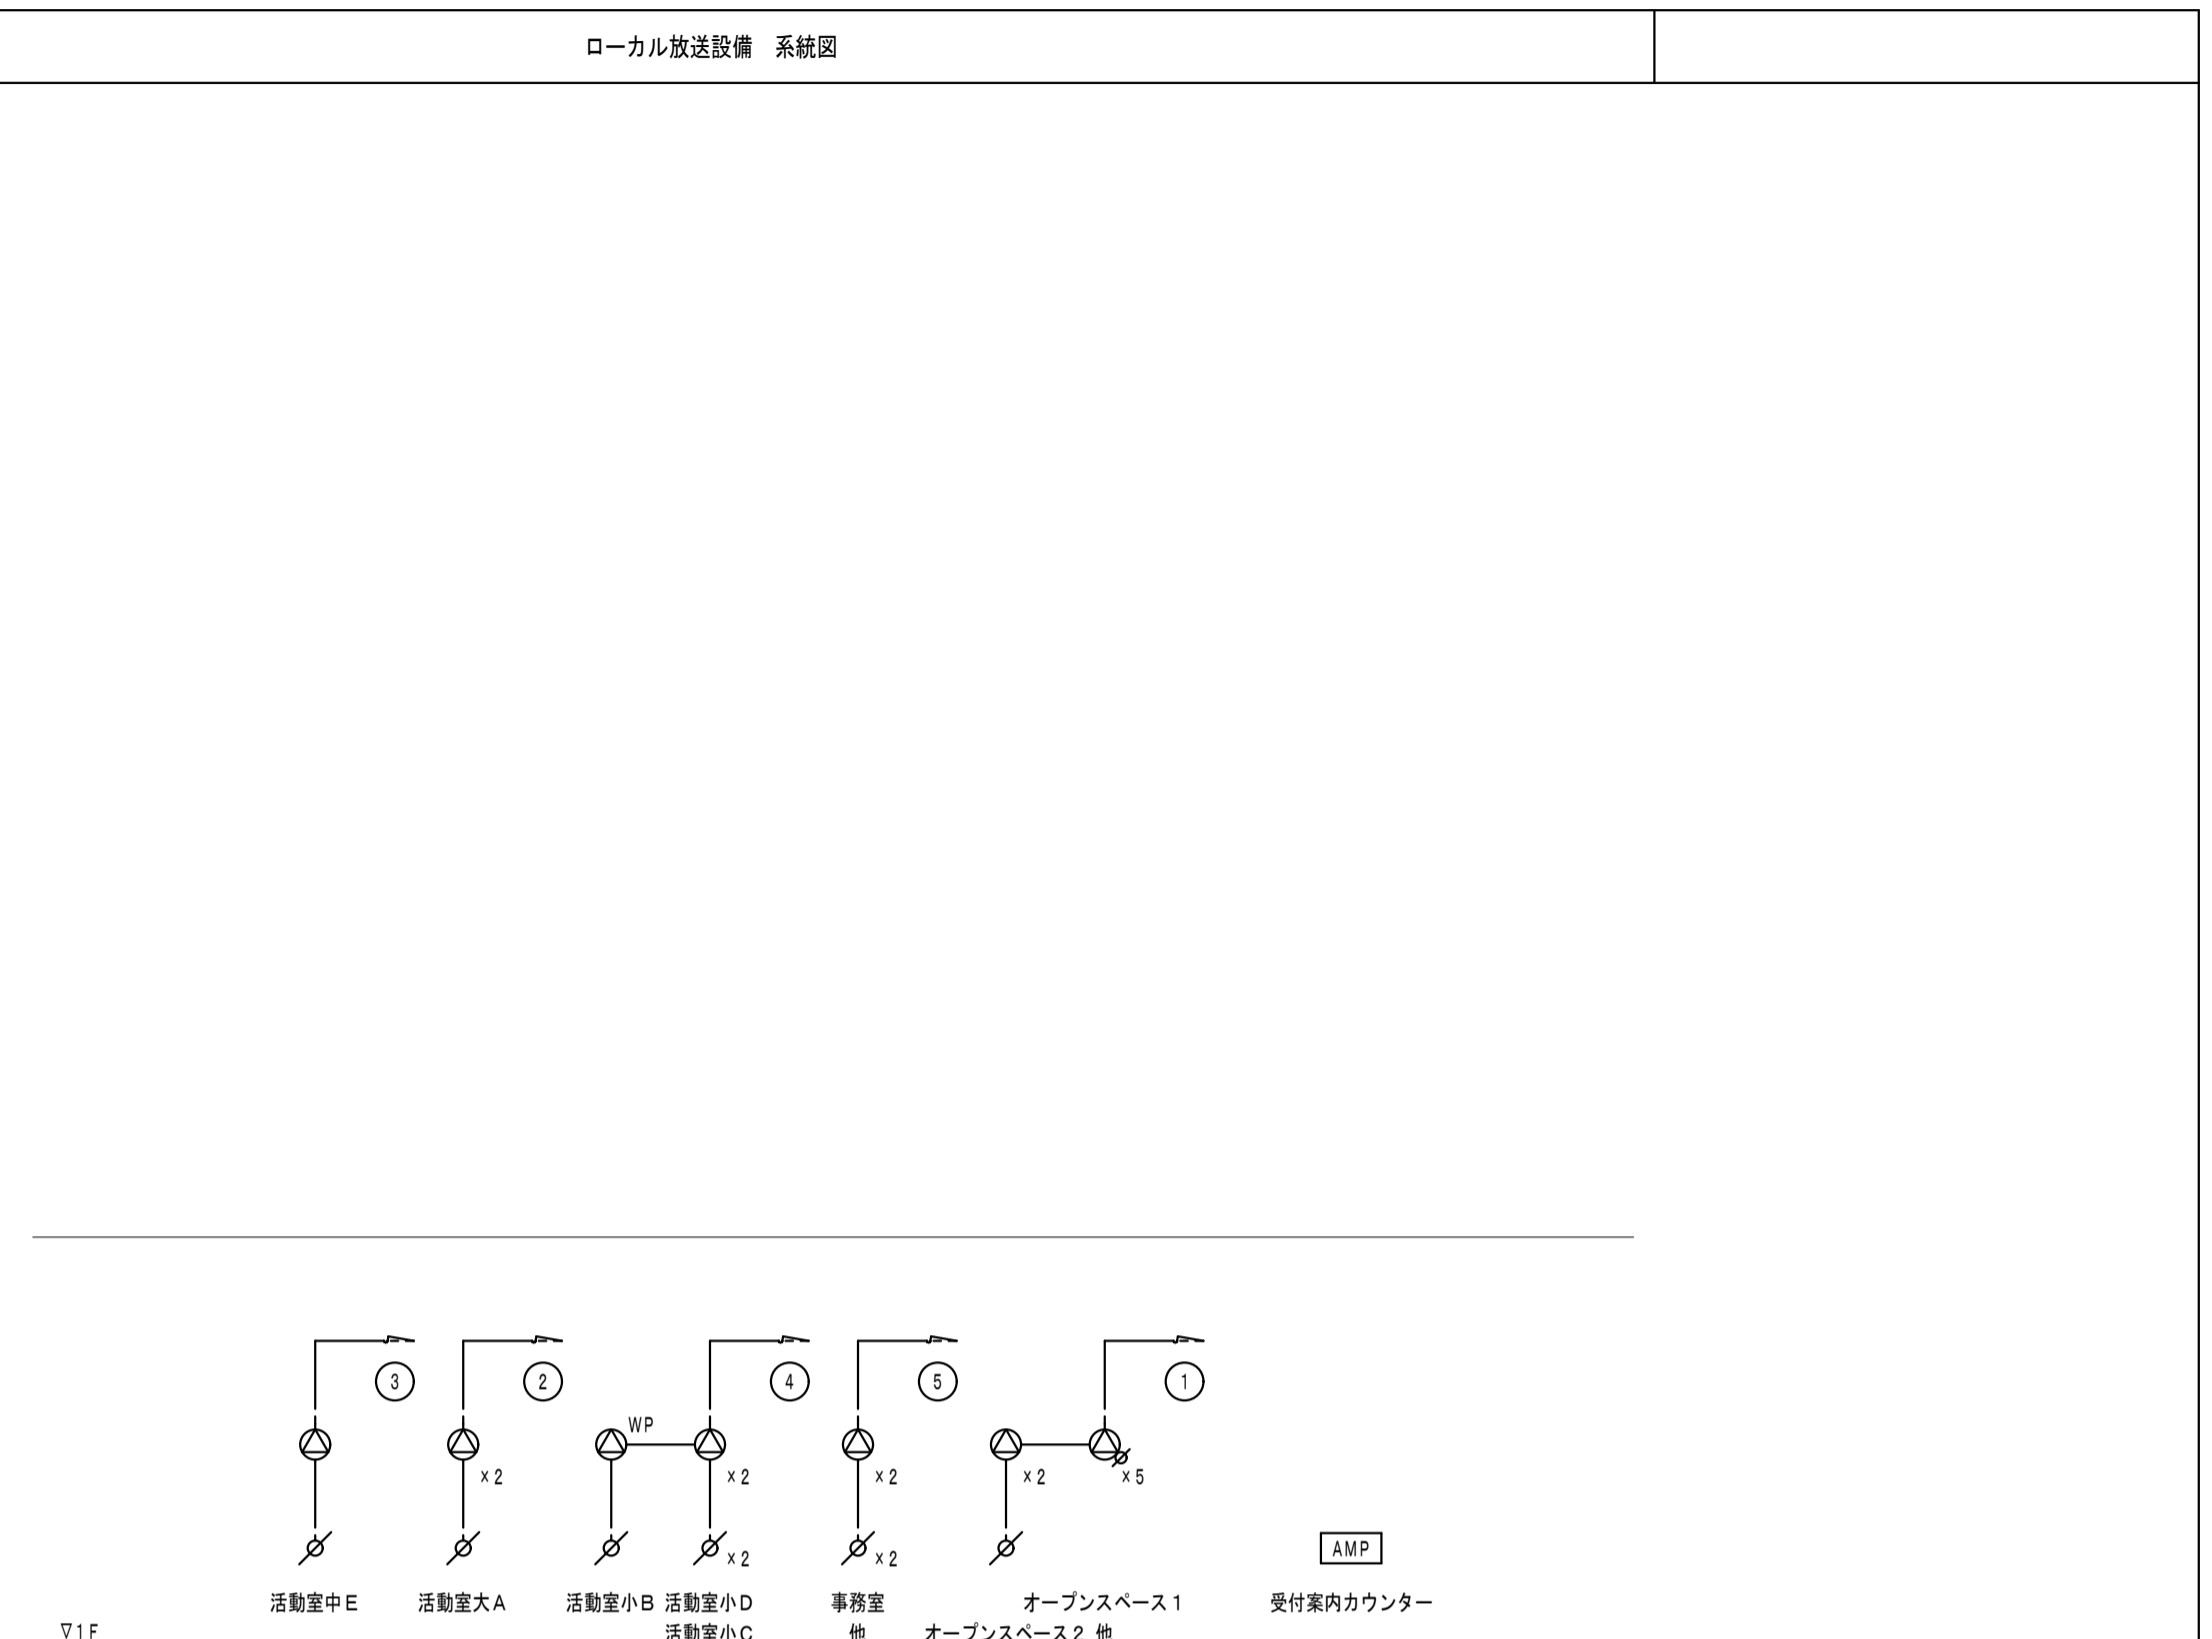 ローカル放送設備　系統図
3
2
4
5
1
WP
×2
×2
×2
×2
×5
×2
×2
AMP
活動室中E
活動室大A
活動室小B
活動室小D
事務室
オープンスペース1
受付案内カウンター
▽1F
活動室小C
他
オープンスペース2 他